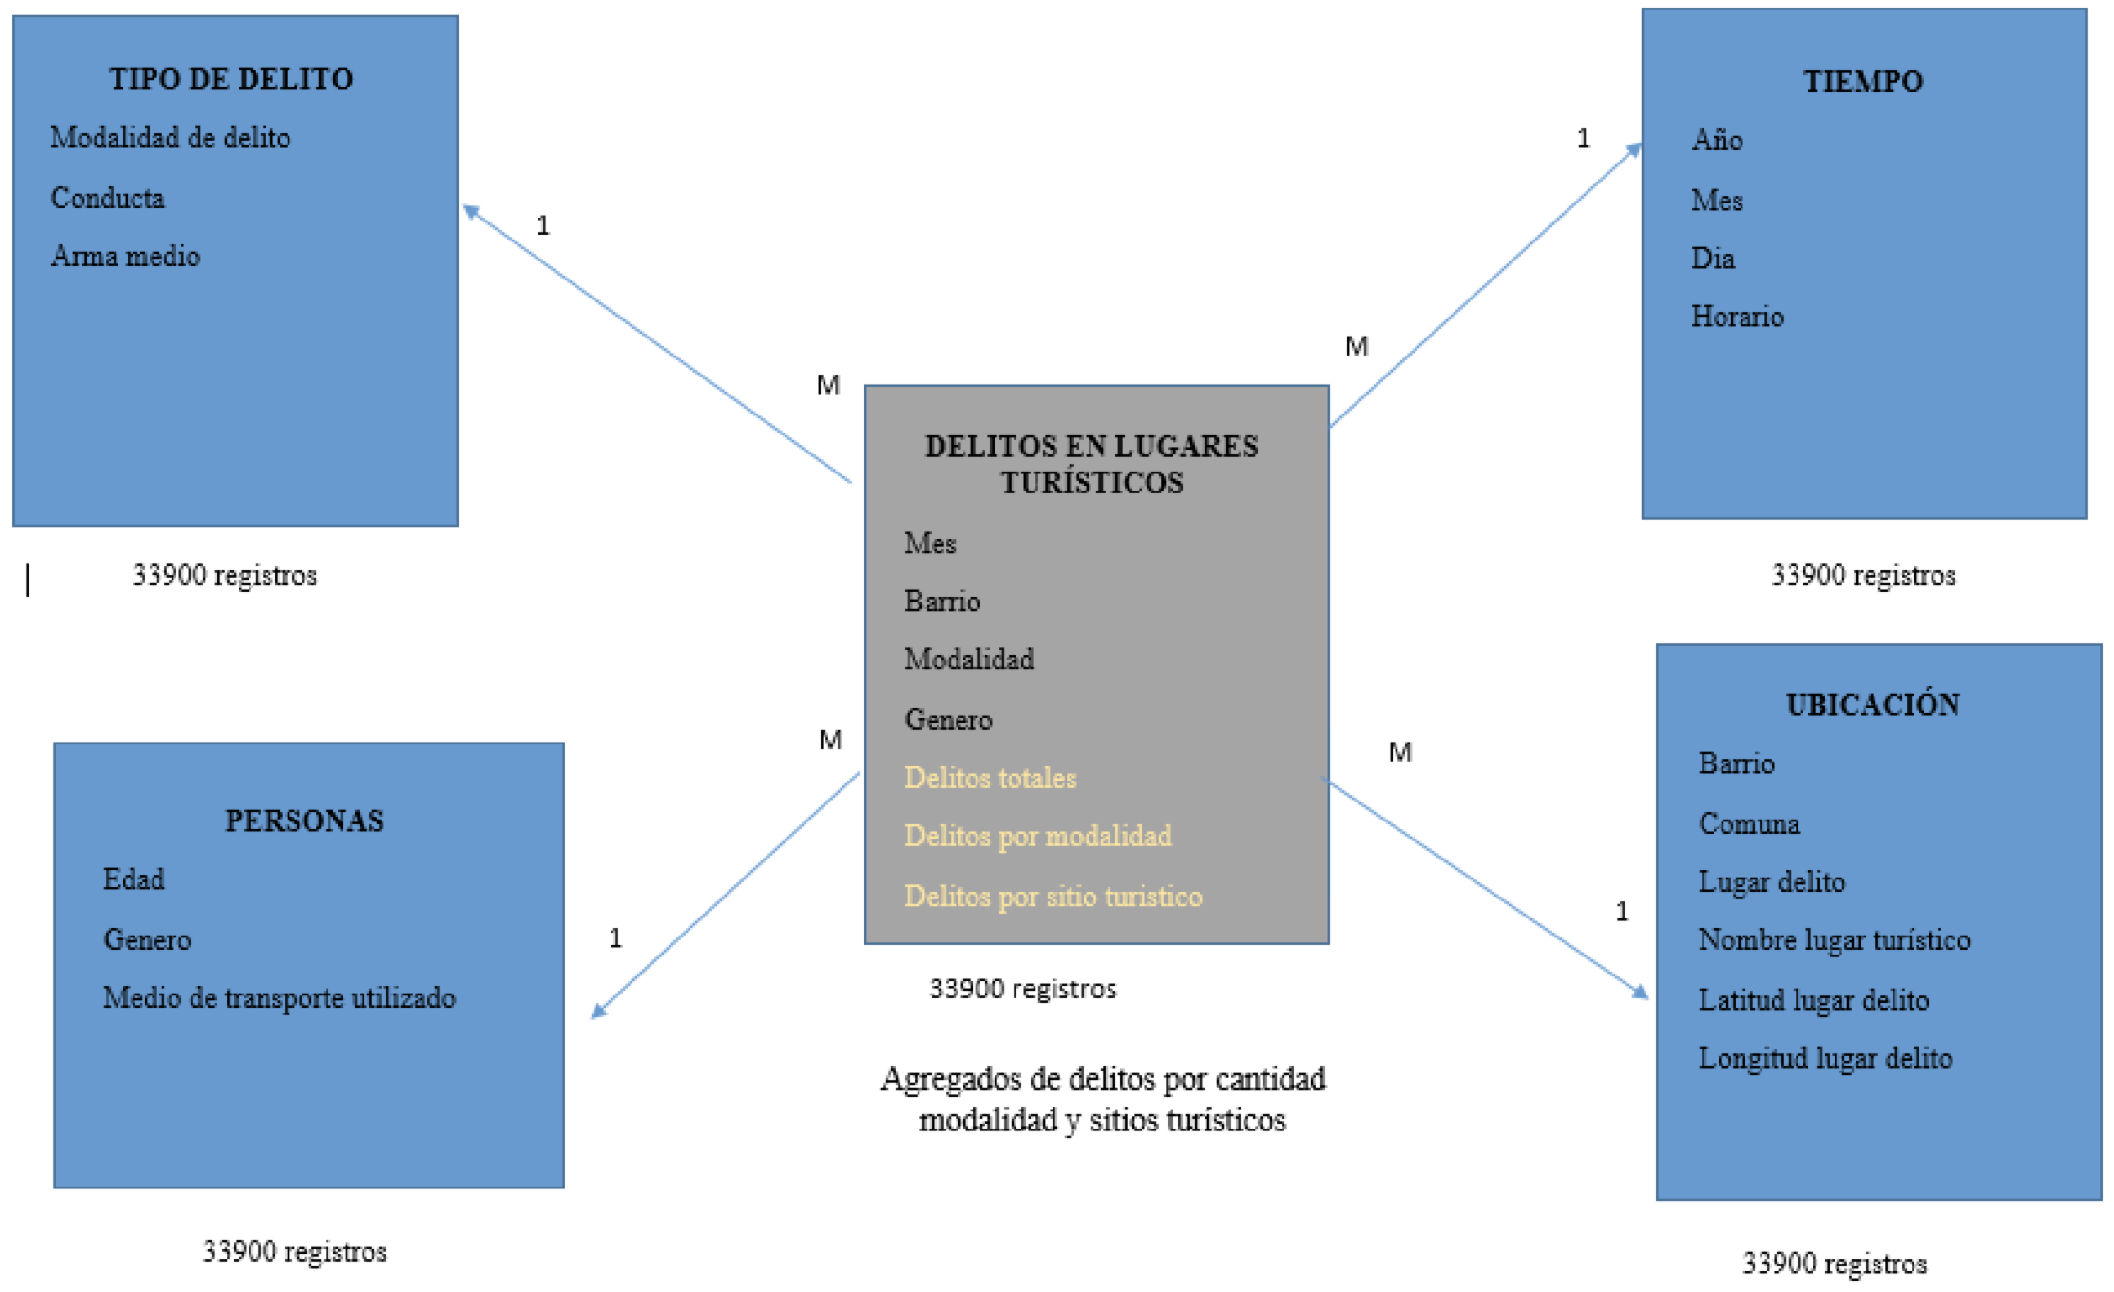 TIPO DE DELITO
Modalidad de delito
Conducta
Arma medio
33900 registros
1
M
TIEMPO
Año
Mes
Dia
Horario
33900 registros
1
M
DELITOS EN LUGARES
TURÍSTICOS
Mes
Barrio
Modalidad
Genero
Delitos totales
Delitos por modalidad
Delitos por sitio turistico
33900 registros
Agregados de delitos por cantidad
modalidad y sitios turísticos
M
1
PERSONAS
Edad
Genero
Medio de transporte utilizado
33900 registros
M
1
UBICACIÓN
Barrio
Comuna
Lugar delito
Nombre lugar turístico
Latitud lugar delito
Longitud lugar delito
33900 registros